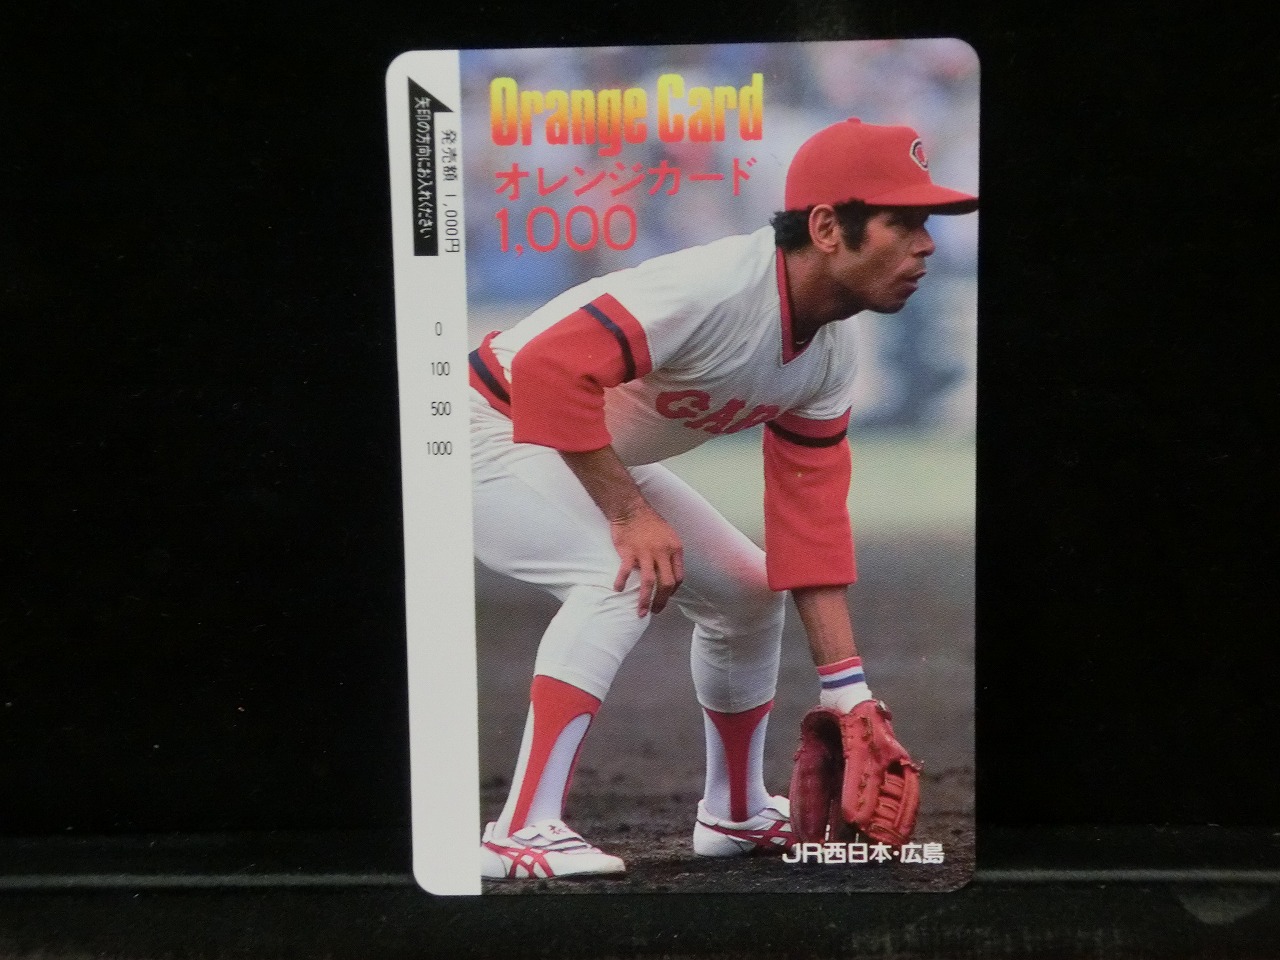 Orange Card
オレンジカード
1,000
矢印の方向にお入れください
発売額 1,000円
0
100
500
1000
CAR
JR西日本・広島